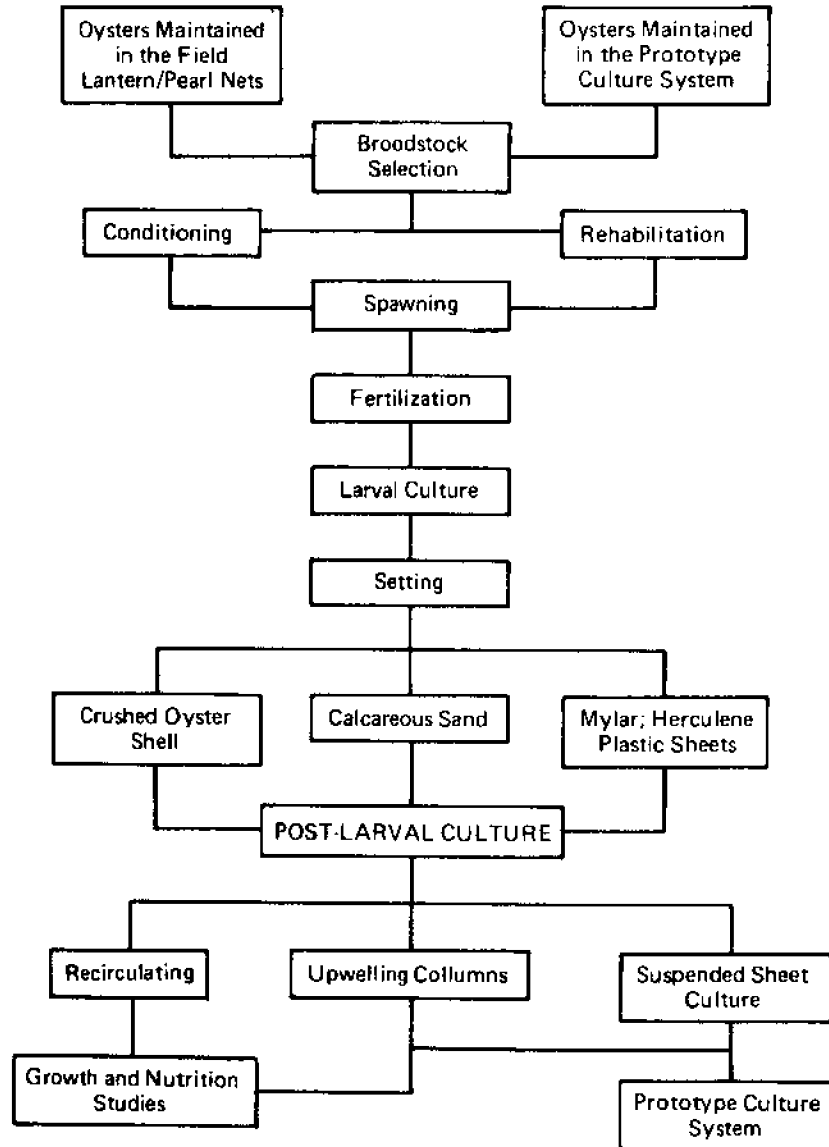 Oysters Maintained
in the Field
Lantern/Pearl Nets
Oysters Maintained
in the Prototype
Culture System
Broodstock
Selection
Conditioning
Rehabilitation
Spawning
Fertilization
Larval Culture
Setting
Crushed Oyster
Shell
Calcareous Sand
Mylar; Herculene
Plastic Sheets
POST-LARVAL CULTURE
Recirculating
Upwelling Collumns
Suspended Sheet
Culture
Growth and Nutrition
Studies
Prototype Culture
System